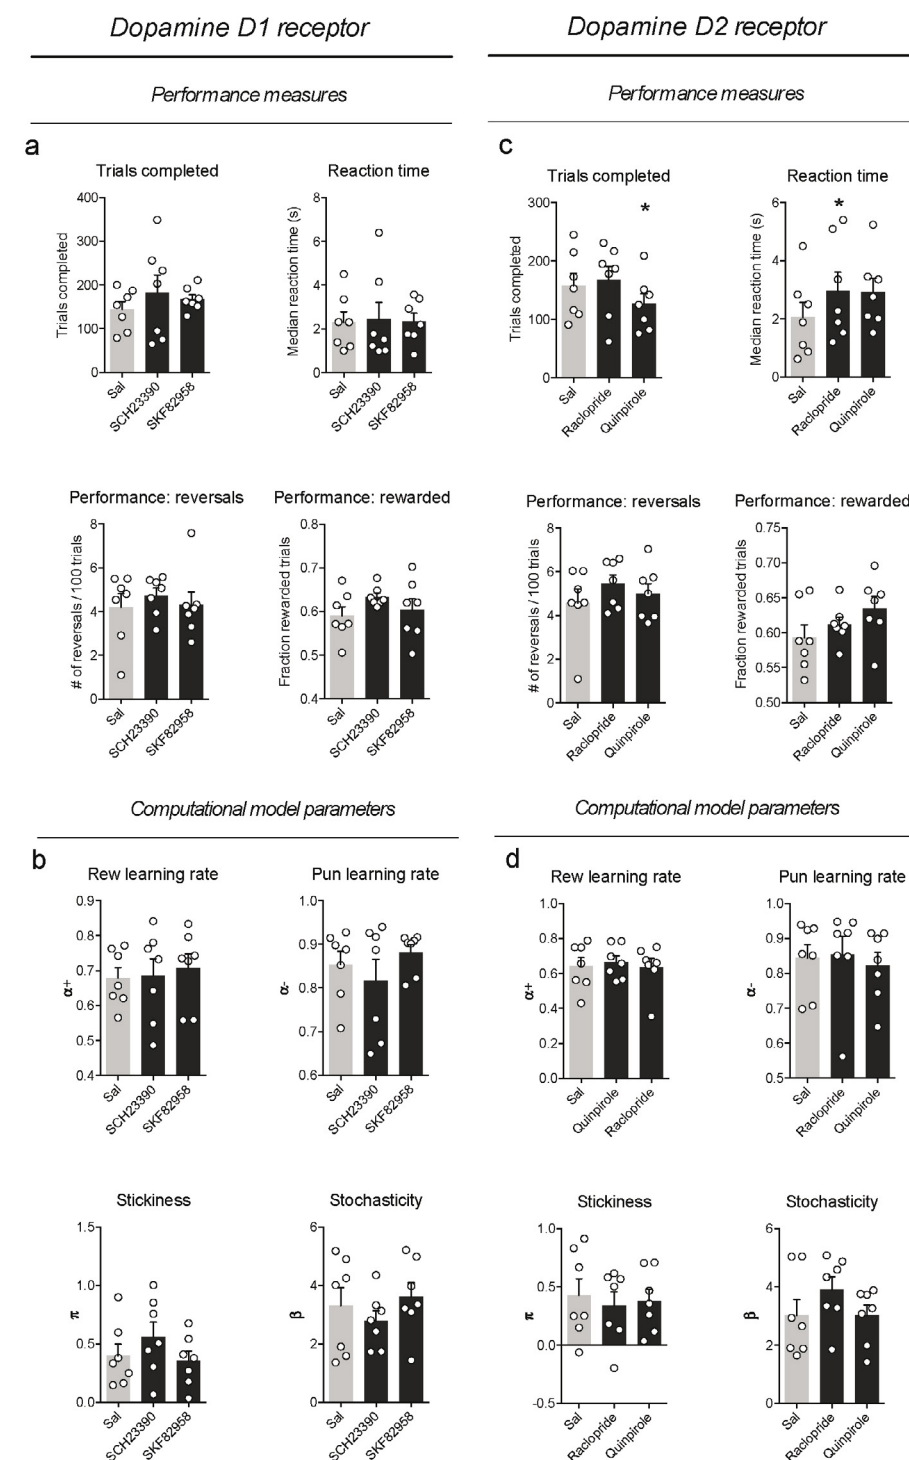 Dopamine D1 receptor
Performance measures
a
Trials completed
Trials completed
400
300
200
100
0
Sal
SCH23390
SKF82958
Reaction time
Median reaction time (s)
8
6
4
2
0
Sal
SCH23390
SKF82958
Performance: reversals
# of reversals / 100 trials
8
6
4
2
0
Sal
SCH23390
SKF82958
Performance: rewarded
Fraction rewarded trials
0.8
0.7
0.6
0.5
0.4
Sal
SCH23390
SKF82958
Computational model parameters
b
Rew learning rate
α+
0.9
0.8
0.7
0.6
0.5
0.4
Sal
SCH23390
SKF82958
Pun learning rate
α-
1.0
0.9
0.8
0.7
0.6
Sal
SCH23390
SKF82958
Stickiness
π
1.5
1.0
0.5
0.0
Sal
SCH23390
SKF82958
Stochasticity
β
6
4
2
0
Sal
SCH23390
SKF82958
Dopamine D2 receptor
Performance measures
c
Trials completed
Trials completed
300
200
100
0
*
Sal
Raclopride
Quinpirole
Reaction time
Median reaction time (s)
6
4
2
0
*
Sal
Raclopride
Quinpirole
Performance: reversals
# of reversals / 100 trials
8
6
4
2
0
Sal
Raclopride
Quinpirole
Performance: rewarded
Fraction rewarded trials
0.75
0.70
0.65
0.60
0.55
0.50
Sal
Raclopride
Quinpirole
Computational model parameters
d
Rew learning rate
α+
1.0
0.8
0.6
0.4
0.2
0.0
Sal
Quinpirole
Raclopride
Pun learning rate
α-
1.0
0.9
0.8
0.7
0.6
0.5
Sal
Raclopride
Quinpirole
Stickiness
π
1.0
0.5
0.0
-0.5
Sal
Raclopride
Quinpirole
Stochasticity
β
6
4
2
0
Sal
Raclopride
Quinpirole